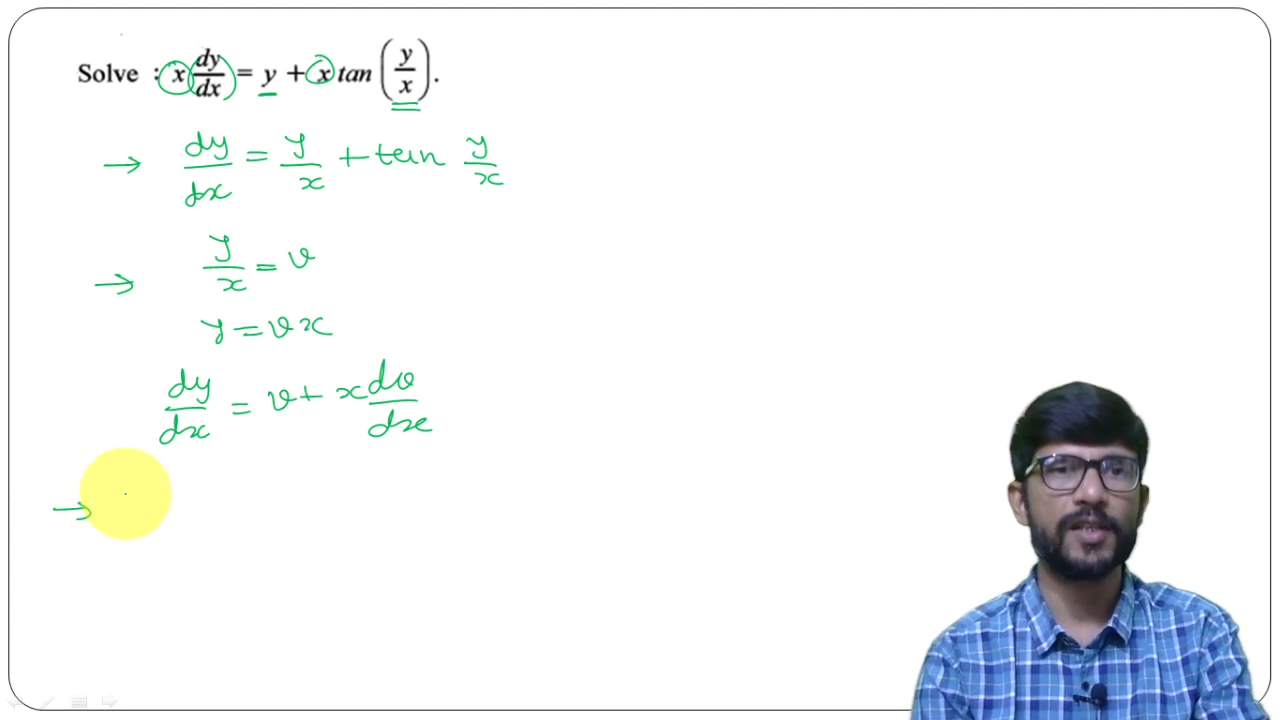 Solve : x dy/dx = y + x tan (y/x).
→ dy/dx = y/x + tan y/x
→ y/x = v
y = vx
dy/dx = v + x dv/dx
→